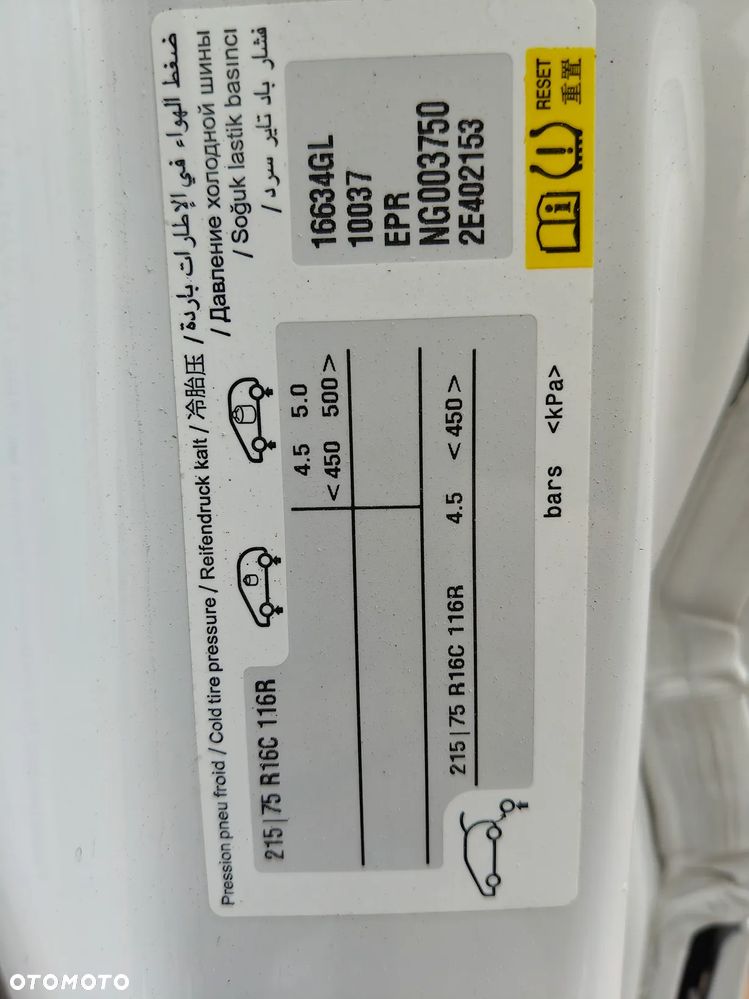 Pression pneu froid / Cold tire pressure / Reifendruck kalt / 冷胎压 / ضغط الهواء في الإطارات باردة
/ Давление холодной шины
/ Soğuk lastik basıncı
/ فشار باد تایر سرد
215|75 R16C 116R
4.5 5.0
<450 500>
215|75 R16C 116R 4.5 <450>
bars <kPa>
16634GL
10037
EPR
NG003750
2E402153
RESET
重置
OTOMOTO